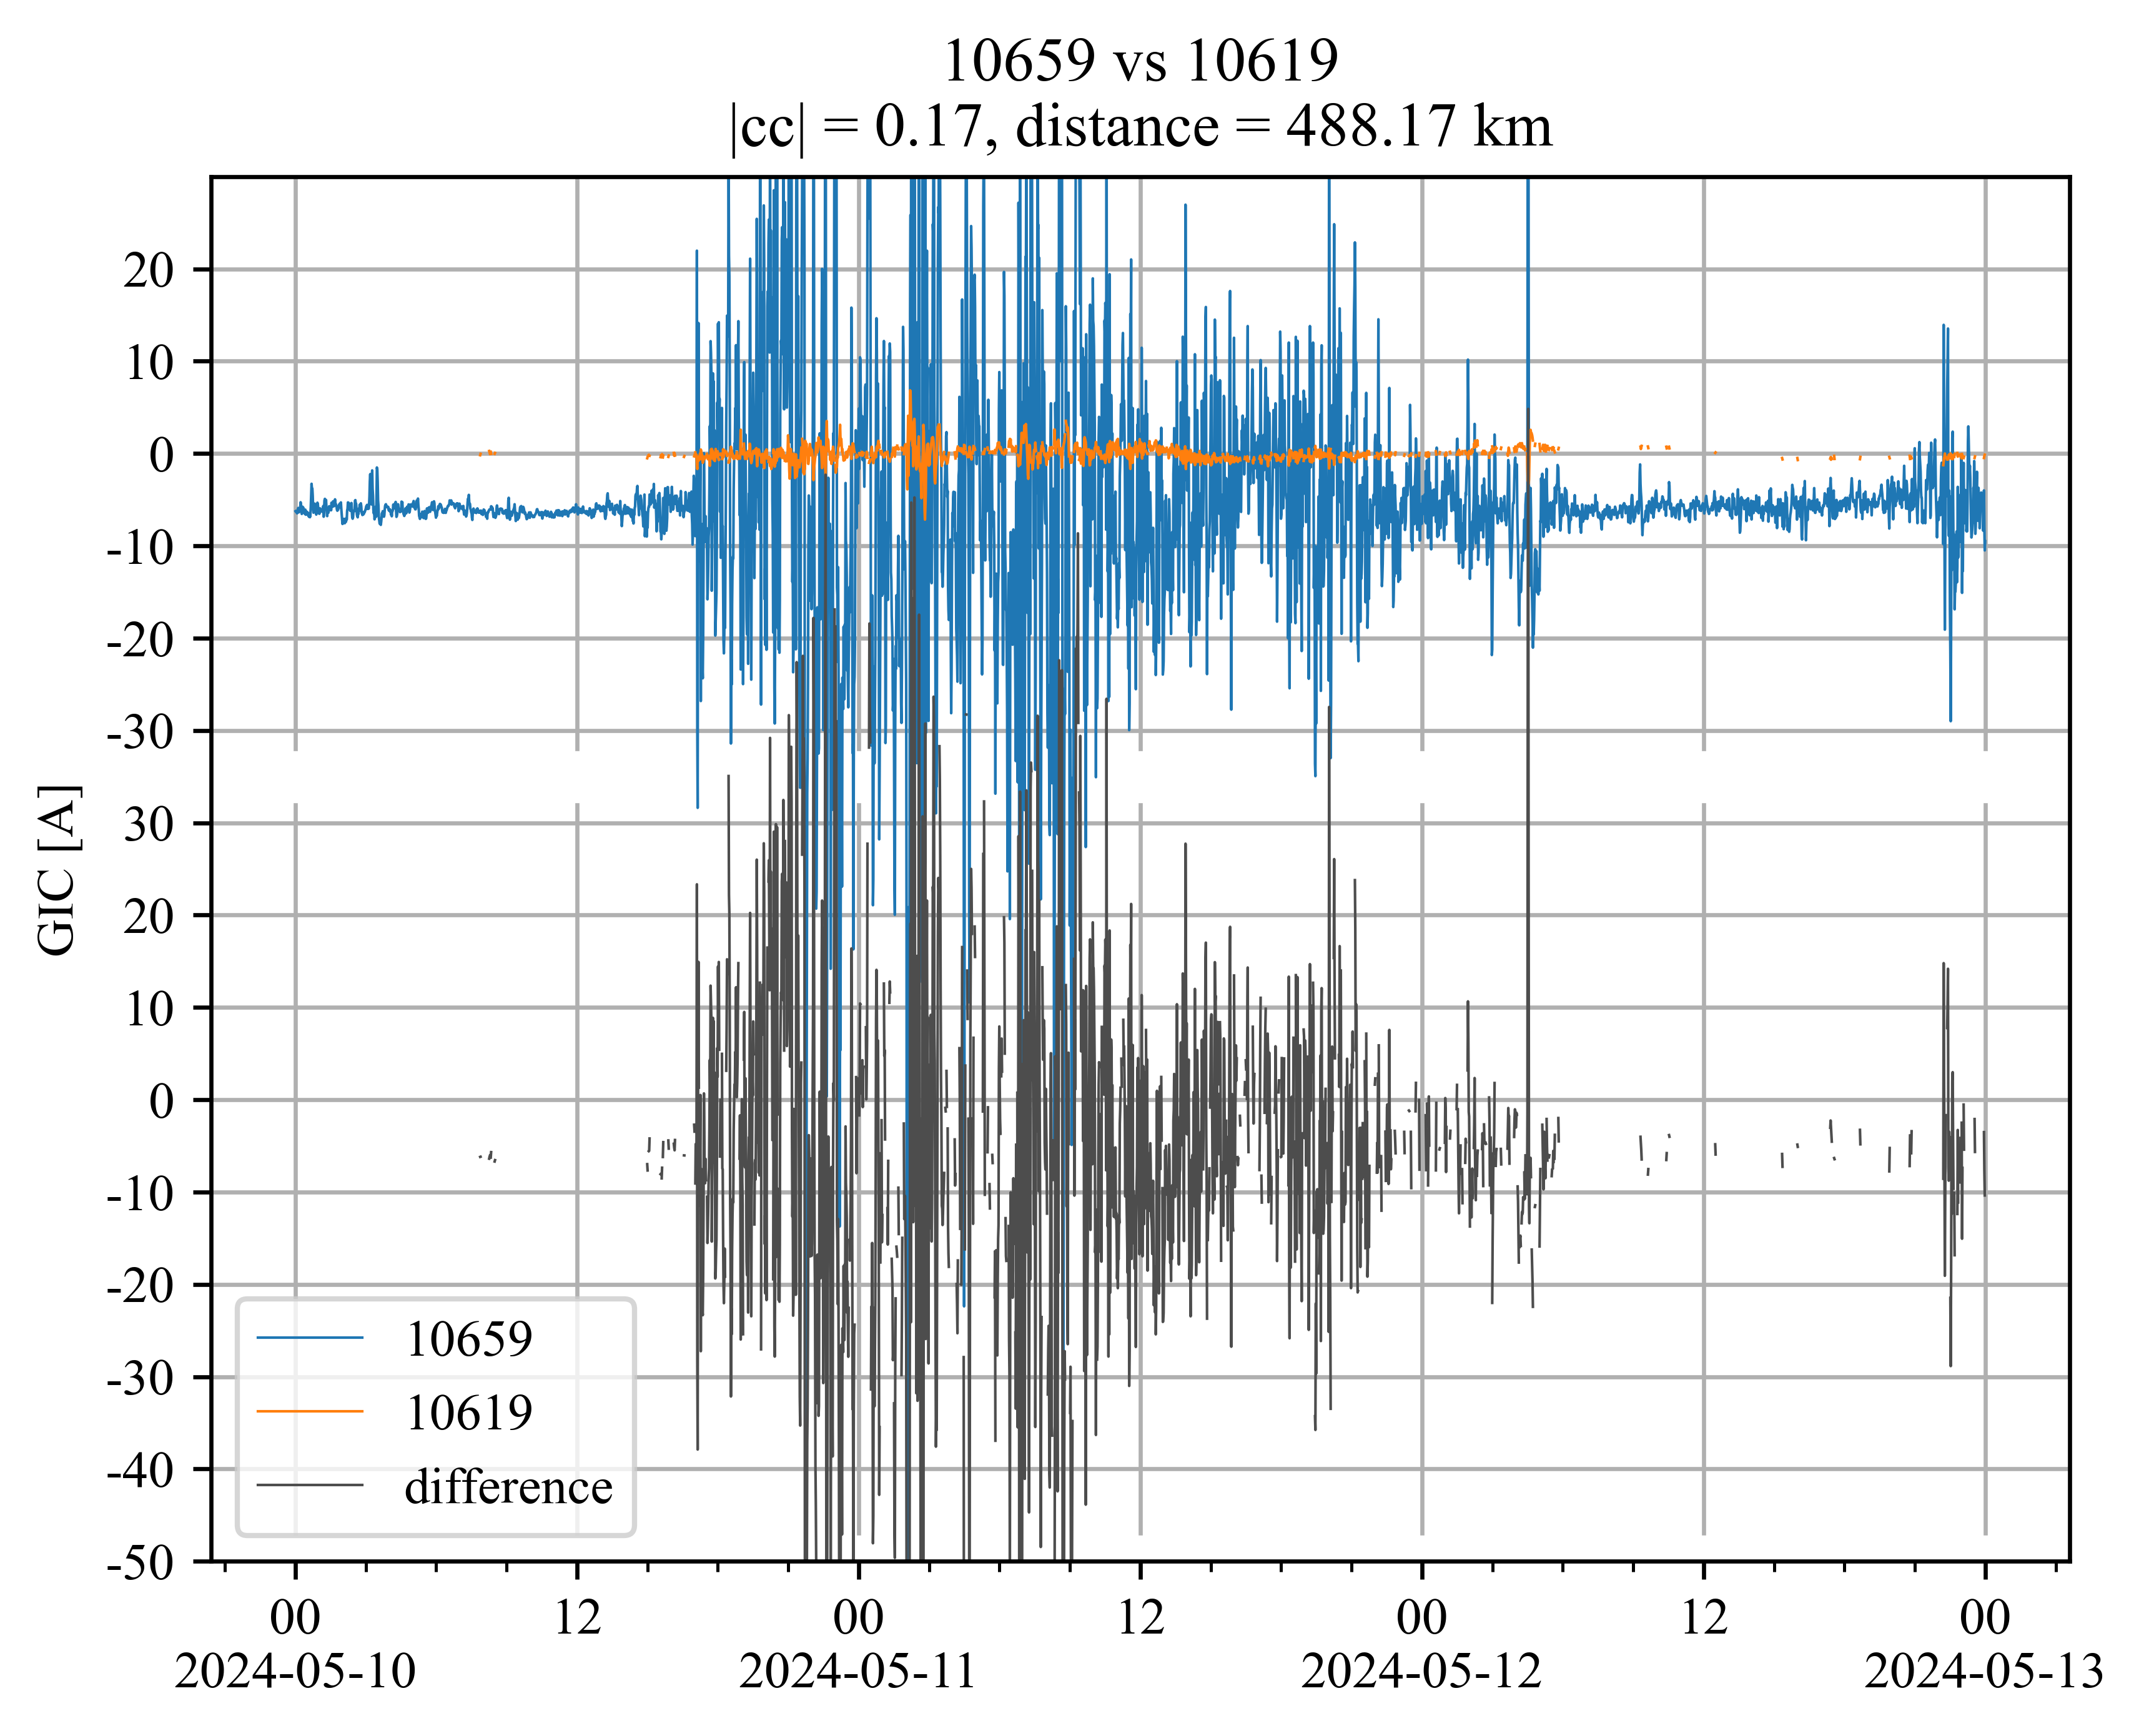 10659 vs 10619
|cc| = 0.17, distance = 488.17 km
GIC [A]
20
10
0
-10
-20
-30
30
20
10
0
-10
-20
-30
-40
-50
10659
10619
difference
00 12 00 12 00 12 00
2024-05-10 2024-05-11 2024-05-12 2024-05-13